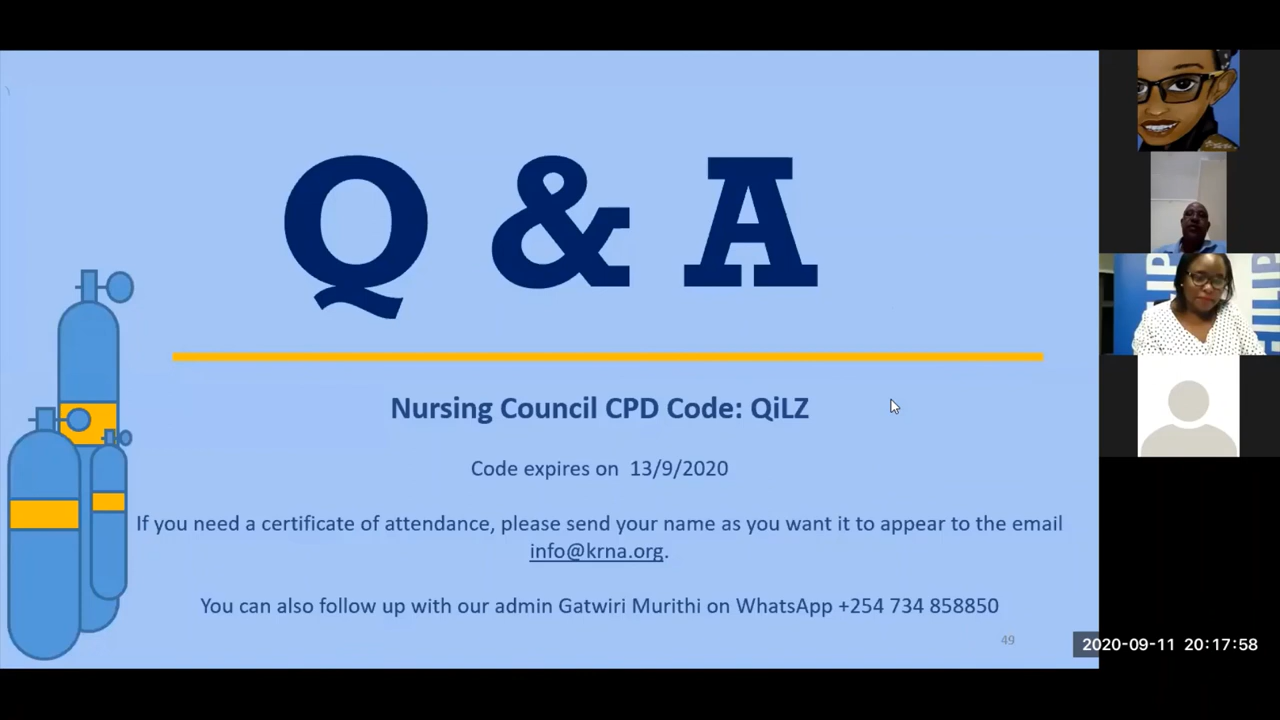 Q & A
Nursing Council CPD Code: QiLZ
Code expires on 13/9/2020
If you need a certificate of attendance, please send your name as you want it to appear to the email
info@krna.org.
You can also follow up with our admin Gatwiri Murithi on WhatsApp +254 734 858850
49
2020-09-11 20:17:58